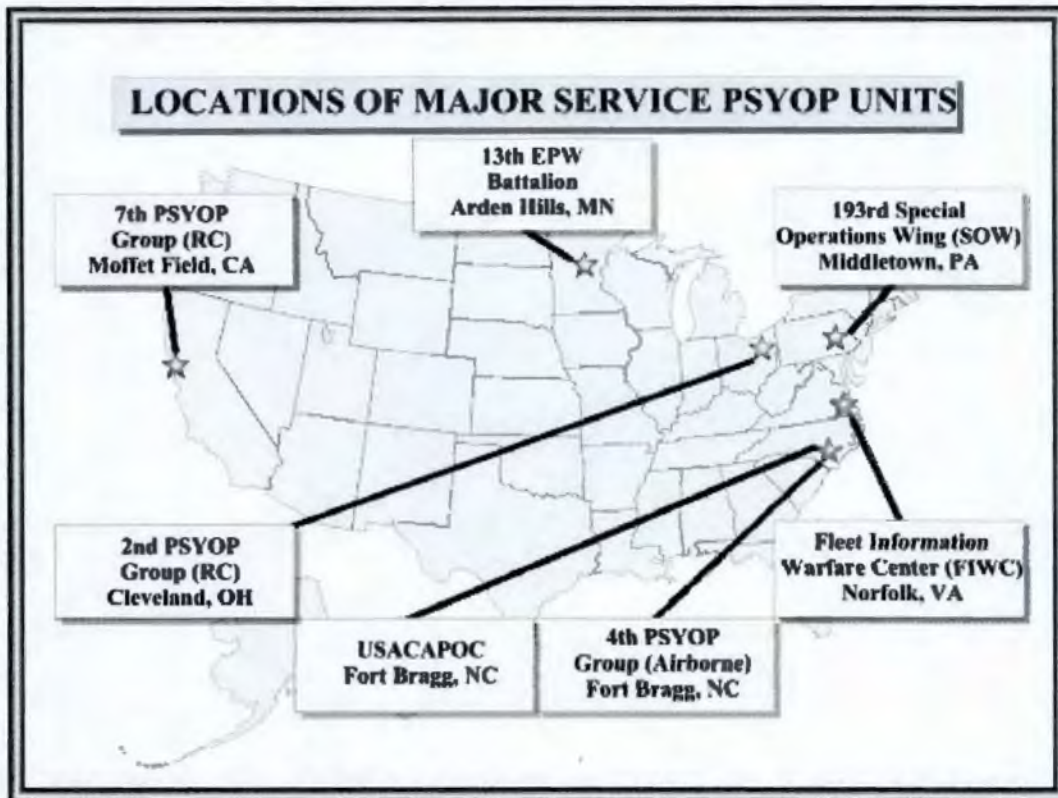 LOCATIONS OF MAJOR SERVICE PSYOP UNITS
13th EPW
Battalion
Arden Hills, MN
7th PSYOP
Group (RC)
Moffet Field, CA
193rd Special
Operations Wing (SOW)
Middletown, PA
2nd PSYOP
Group (RC)
Cleveland, OH
USACAPOC
Fort Bragg, NC
4th PSYOP
Group (Airborne)
Fort Bragg, NC
Fleet Information
Warfare Center (FIWC)
Norfolk, VA